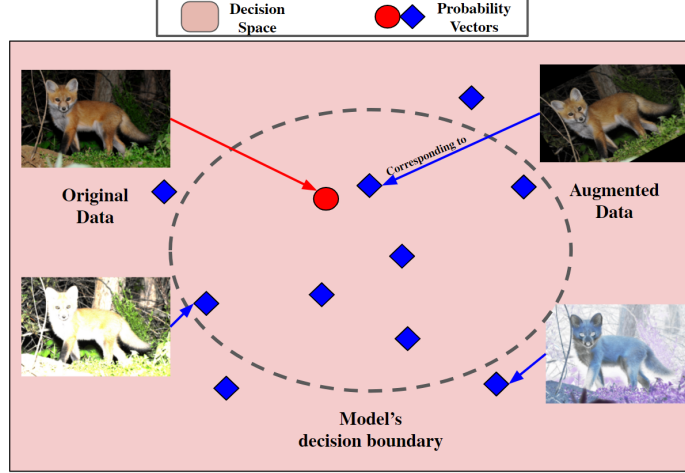 Decision
Space
Probability
Vectors
Corresponding to
Original
Data
Augmented
Data
Model's
decision boundary